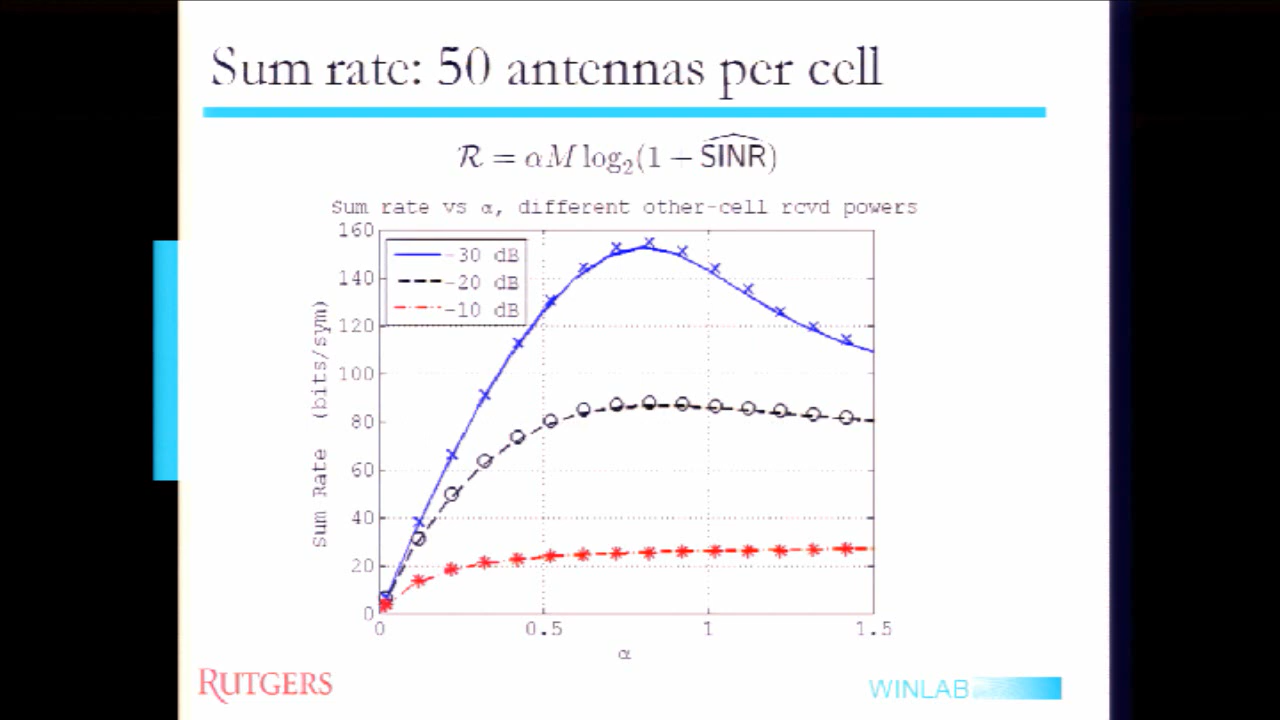 Sum rate: 50 antennas per cell
R = αM log₂(1 − SINR)
Sum rate vs α, different other-cell rcvd powers
160
140
120
100
80
60
40
20
0
-30 dB
-20 dB
-10 dB
Sum Rate (bits/sym)
0 0.5 1 1.5
α
RUTGERS
WINLAB